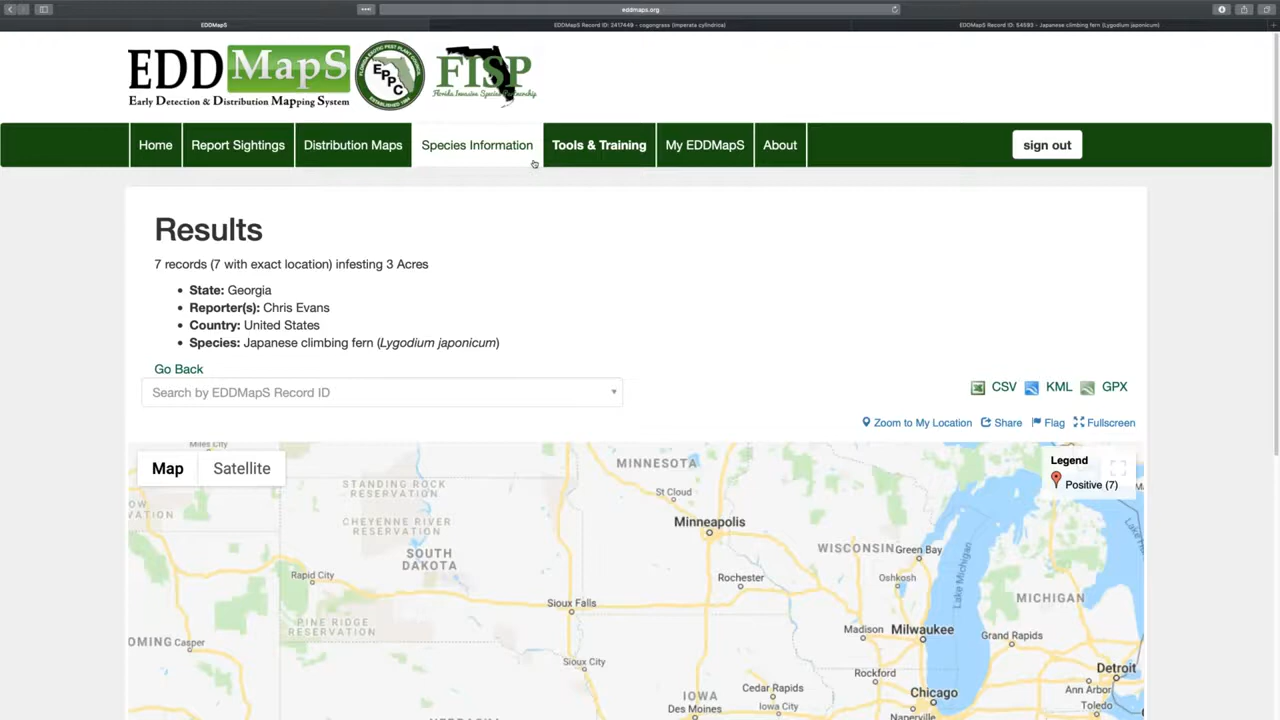 eddmaps.org
EDDMapS
EDDMapS Record ID: 2417449 - cogongrass (Imperata cylindrica)
EDDMapS Record ID: 54593 - Japanese climbing fern (Lygodium japonicum)
EDDMapS
Early Detection & Distribution Mapping System
EPPC
FISP
Florida Invasive Species Partnership
Home
Report Sightings
Distribution Maps
Species Information
Tools & Training
My EDDMapS
About
sign out
Results
7 records (7 with exact location) infesting 3 Acres
State: Georgia
Reporter(s): Chris Evans
Country: United States
Species: Japanese climbing fern (Lygodium japonicum)
Go Back
Search by EDDMapS Record ID
CSV
KML
GPX
Zoom to My Location
Share
Flag
Fullscreen
Map
Satellite
Legend
Positive (7)
Miles City
MINNESOTA
STANDING ROCK
RESERVATION
St Cloud
VATION
CHEYENNE RIVER
RESERVATION
Minneapolis
SOUTH
DAKOTA
WISCONSIN
Green Bay
Rapid City
Rochester
Oshkosh
Lake Michigan
MICHIGAN
Sioux Falls
PINE RIDGE
RESERVATION
OMING
Casper
Madison
Milwaukee
Grand Rapids
Sioux City
Rockford
Kalamazoo
Detroit
IOWA
Cedar Rapids
Chicago
Ann Arbor
Des Moines
Iowa City
Naperville
Toledo